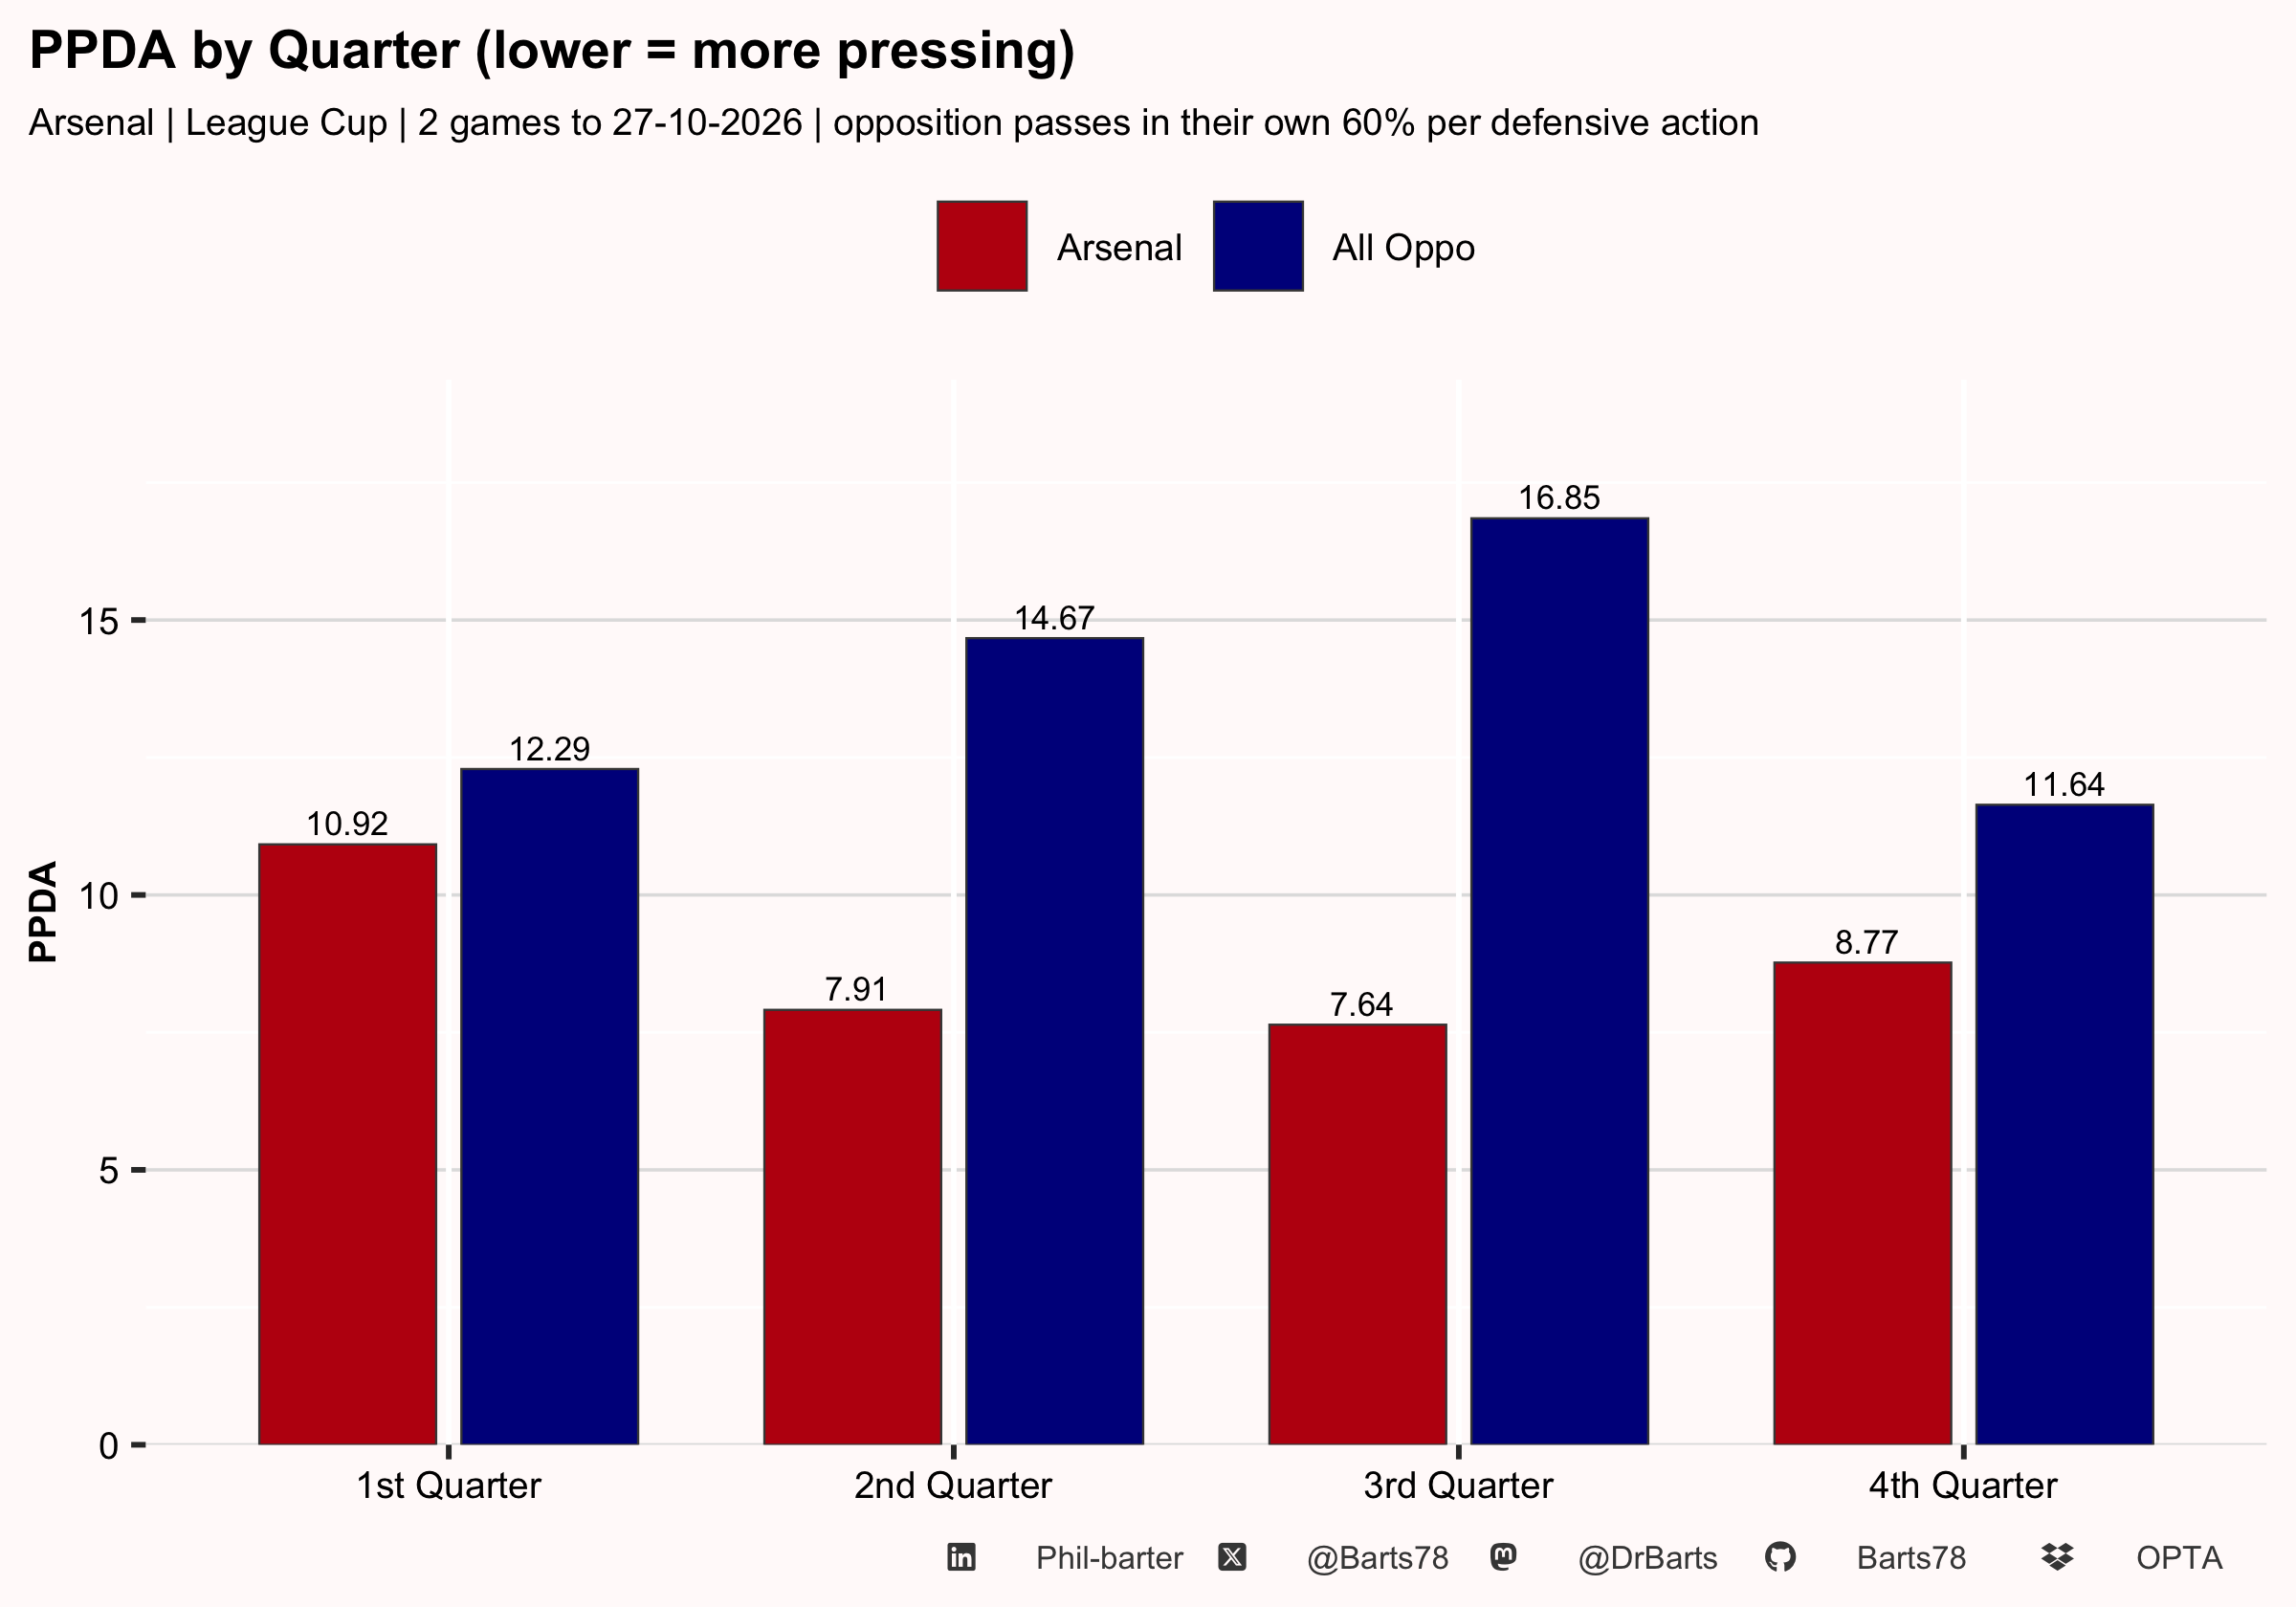 PPDA by Quarter (lower = more pressing)
Arsenal | League Cup | 2 games to 27-10-2026 | opposition passes in their own 60% per defensive action
Arsenal All Oppo
16.85
15
14.67
12.29
11.64
10.92
10
8.77
7.91
7.64
5
0
PPDA
1st Quarter 2nd Quarter 3rd Quarter 4th Quarter
Phil-barter @Barts78 @DrBarts Barts78 OPTA